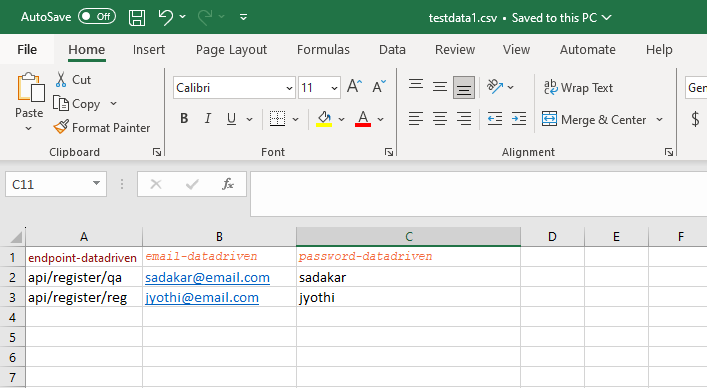 AutoSave Off testdata1.csv • Saved to this PC
File Home Insert Page Layout Formulas Data Review View Automate Help Acrobat
Paste Cut Copy Format Painter Clipboard
Calibri 11 A A B I U A Font
ab c Wrap Text Merge & Center Alignment
Gen $
C11 fx
A B C D E F
1 endpoint-datadriven email-datadriven password-datadriven
2 api/register/qa sadakar@email.com sadakar
3 api/register/reg jyothi@email.com jyothi
4
5
6
7